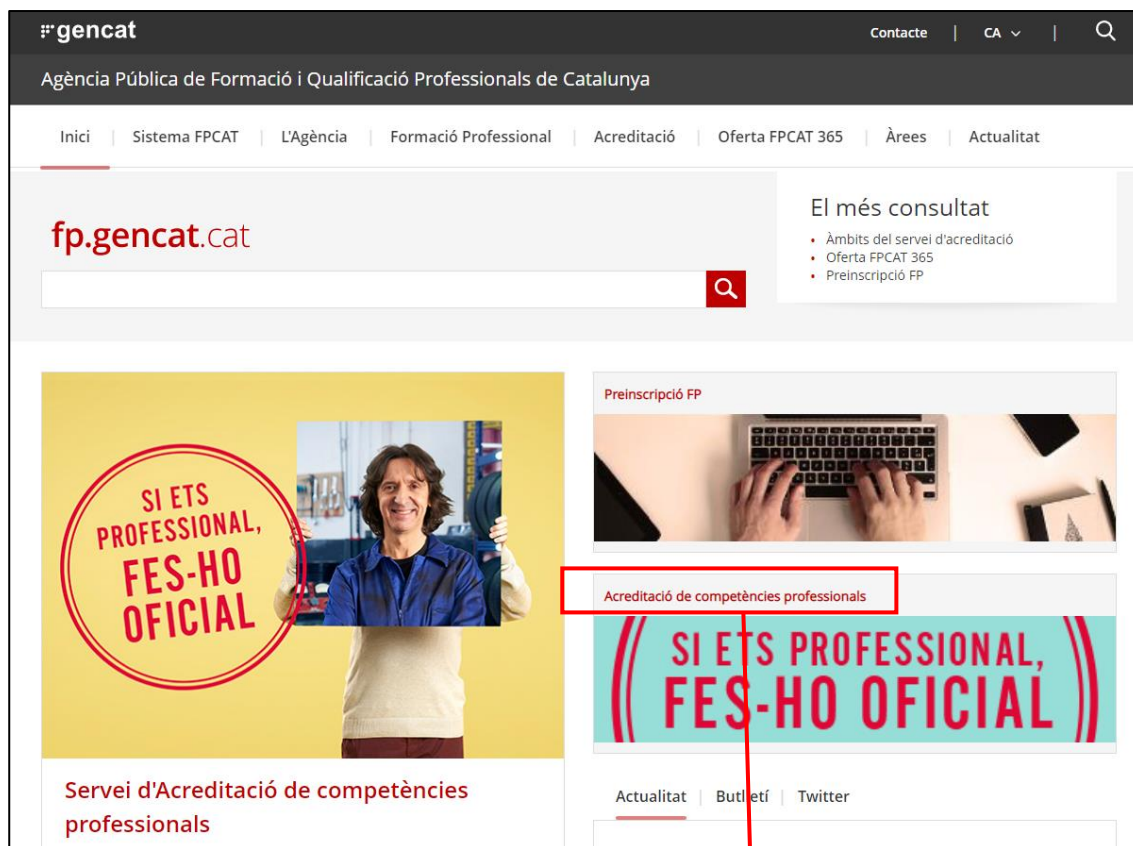 gencat
Contacte | CA |
Agència Pública de Formació i Qualificació Professionals de Catalunya
Inici | Sistema FPCAT | L'Agència | Formació Professional | Acreditació | Oferta FPCAT 365 | Àrees | Actualitat
fp.gencat.cat
El més consultat
• Àmbits del servei d'acreditació
• Oferta FPCAT 365
• Preinscripció FP
SI ETS
PROFESSIONAL,
FES-HO
OFICIAL
Servei d'Acreditació de competències
professionals
Preinscripció FP
Acreditació de competències professionals
SI ETS PROFESSIONAL,
FES-HO OFICIAL
Actualitat | Butlletí | Twitter